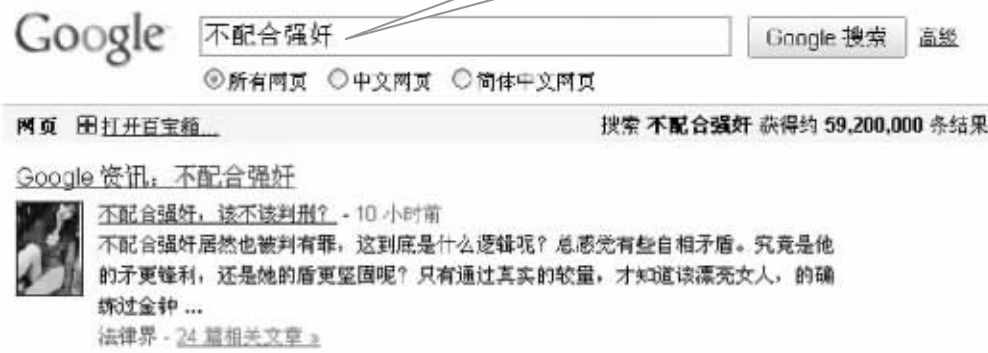 Google 不配合强奸 Google 搜索 高级
所有网页 中文网页 简体中文网页
网页 打开百宝箱... 搜索 不配合强奸 获得约 59,200,000 条结果
Google 资讯：不配合强奸
不配合强奸，该不该判刑？ - 10 小时前
不配合强奸居然也被判有罪，这到底是什么逻辑呢？总感觉有些自相矛盾。究竟是他
的矛更锋利，还是她的盾更坚固呢？只有通过真实的较量，才知道该漂亮女人，的确
练过金钟 ...
法律界 - 24 篇相关文章 »